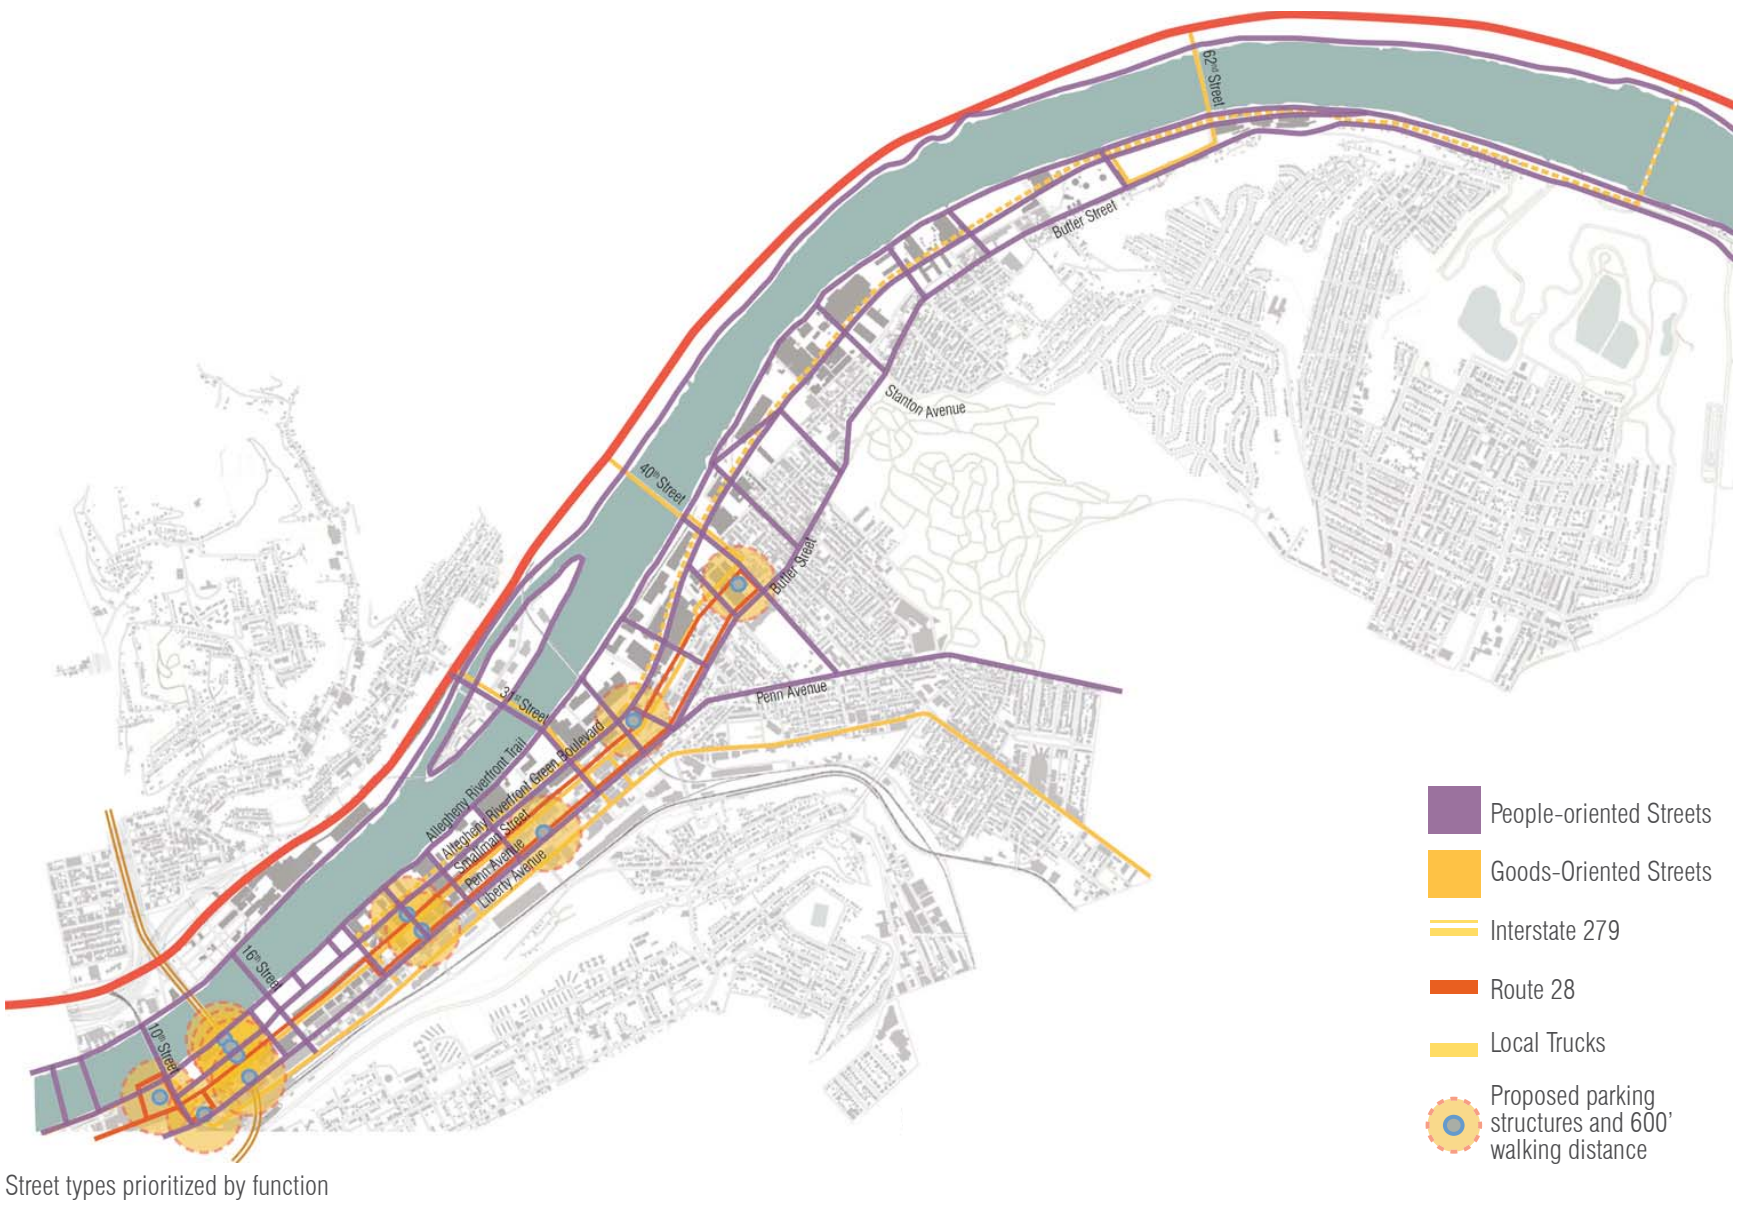 62nd Street
Butler Street
Stanton Avenue
40th Street
Butler Street
Penn Avenue
31st Street
Allegheny Riverfront Trail
Allegheny Riverfront Green Boulevard
Smallman Street
Penn Avenue
Liberty Avenue
16th Street
10th Street
People-oriented Streets
Goods-Oriented Streets
Interstate 279
Route 28
Local Trucks
Proposed parking
structures and 600'
walking distance
Street types prioritized by function